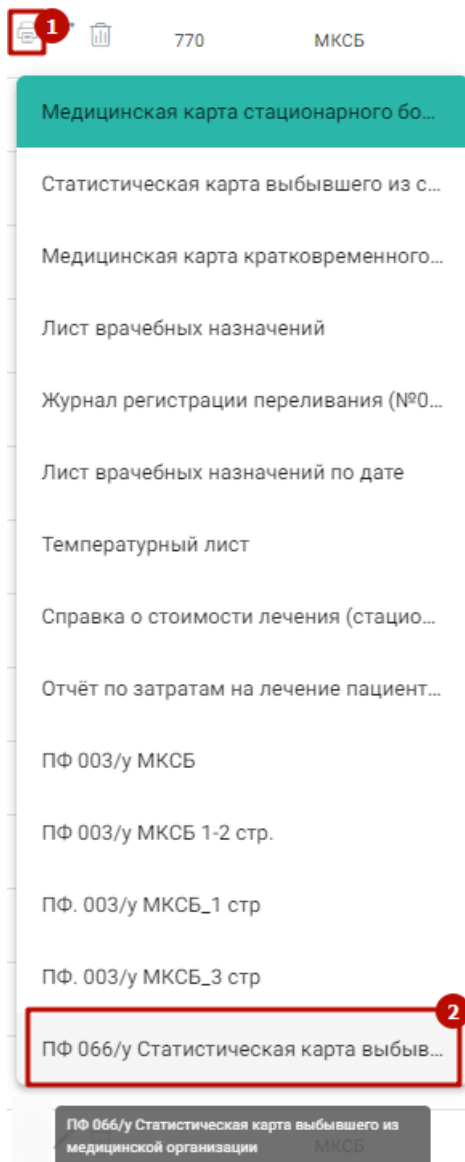 1
770 МКСБ
Медицинская карта стационарного бо...
Статистическая карта выбывшего из с...
Медицинская карта кратковременного...
Лист врачебных назначений
Журнал регистрации переливания (№0...
Лист врачебных назначений по дате
Температурный лист
Справка о стоимости лечения (стацио...
Отчёт по затратам на лечение пациент...
ПФ 003/у МКСБ
ПФ 003/у МКСБ 1-2 стр.
ПФ. 003/у МКСБ_1 стр
ПФ. 003/у МКСБ_3 стр
2
ПФ 066/у Статистическая карта выбыв...
ПФ 066/у Статистическая карта выбывшего из
медицинской организации
МКСБ